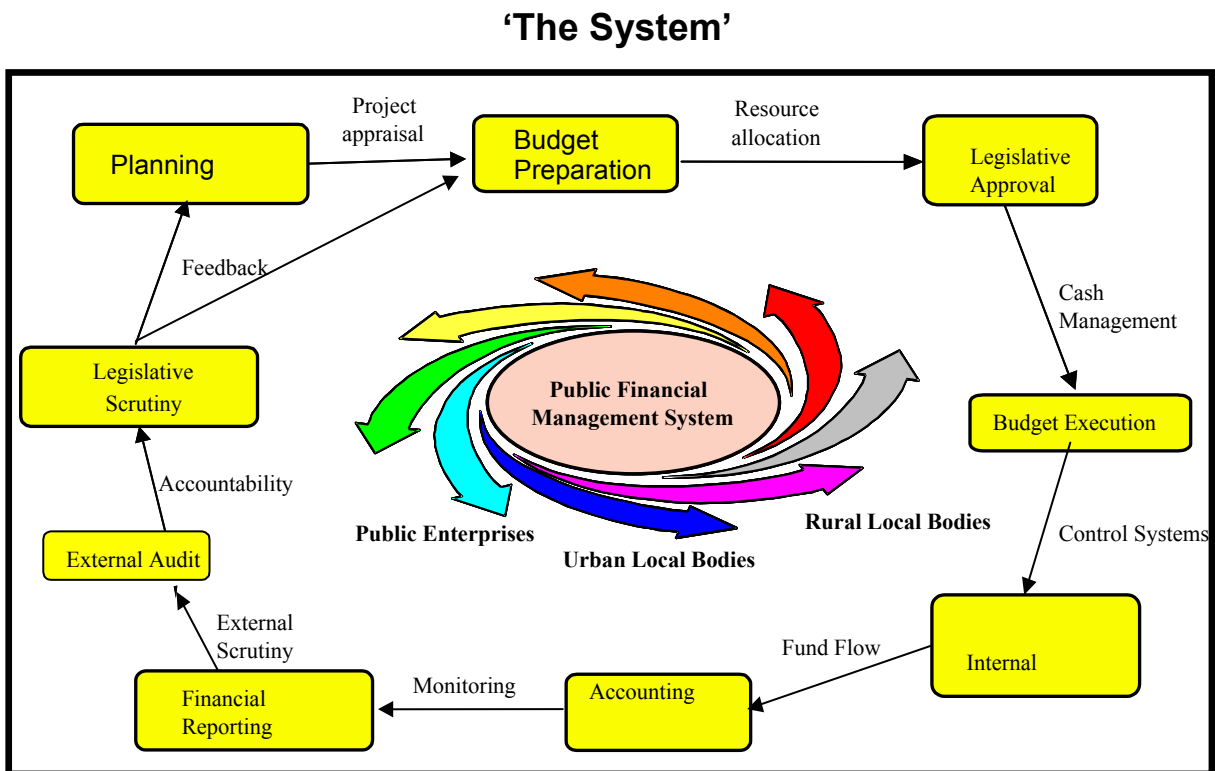 ‘The System’
Project
appraisal
Resource
allocation
Planning
Budget
Preparation
Legislative
Approval
Feedback
Cash
Management
Legislative
Scrutiny
Public Financial
Management System
Budget Execution
Accountability
Public Enterprises
Rural Local Bodies
Urban Local Bodies
Control Systems
External Audit
External
Scrutiny
Fund Flow
Internal
Monitoring
Accounting
Financial
Reporting